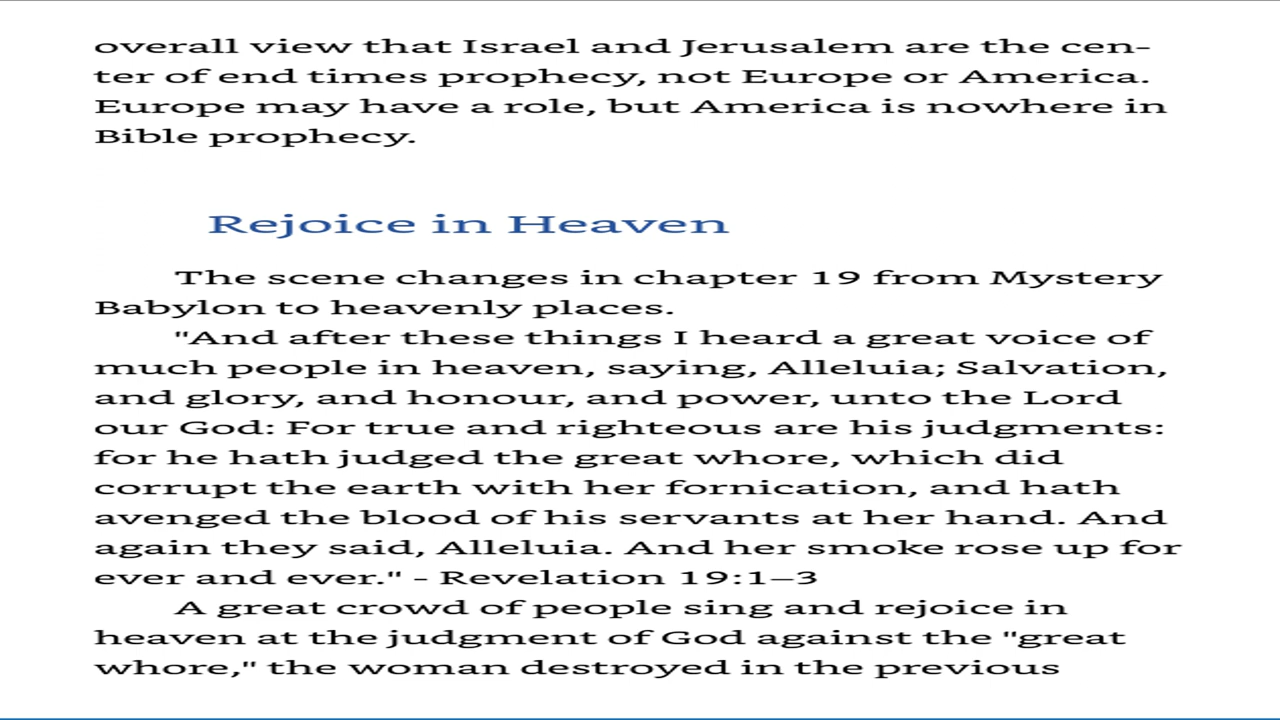 overall view that Israel and Jerusalem are the cen-
ter of end times prophecy, not Europe or America.
Europe may have a role, but America is nowhere in
Bible prophecy.
Rejoice in Heaven
The scene changes in chapter 19 from Mystery
Babylon to heavenly places.
"And after these things I heard a great voice of
much people in heaven, saying, Alleluia; Salvation,
and glory, and honour, and power, unto the Lord
our God: For true and righteous are his judgments:
for he hath judged the great whore, which did
corrupt the earth with her fornication, and hath
avenged the blood of his servants at her hand. And
again they said, Alleluia. And her smoke rose up for
ever and ever." - Revelation 19:1–3
A great crowd of people sing and rejoice in
heaven at the judgment of God against the "great
whore," the woman destroyed in the previous